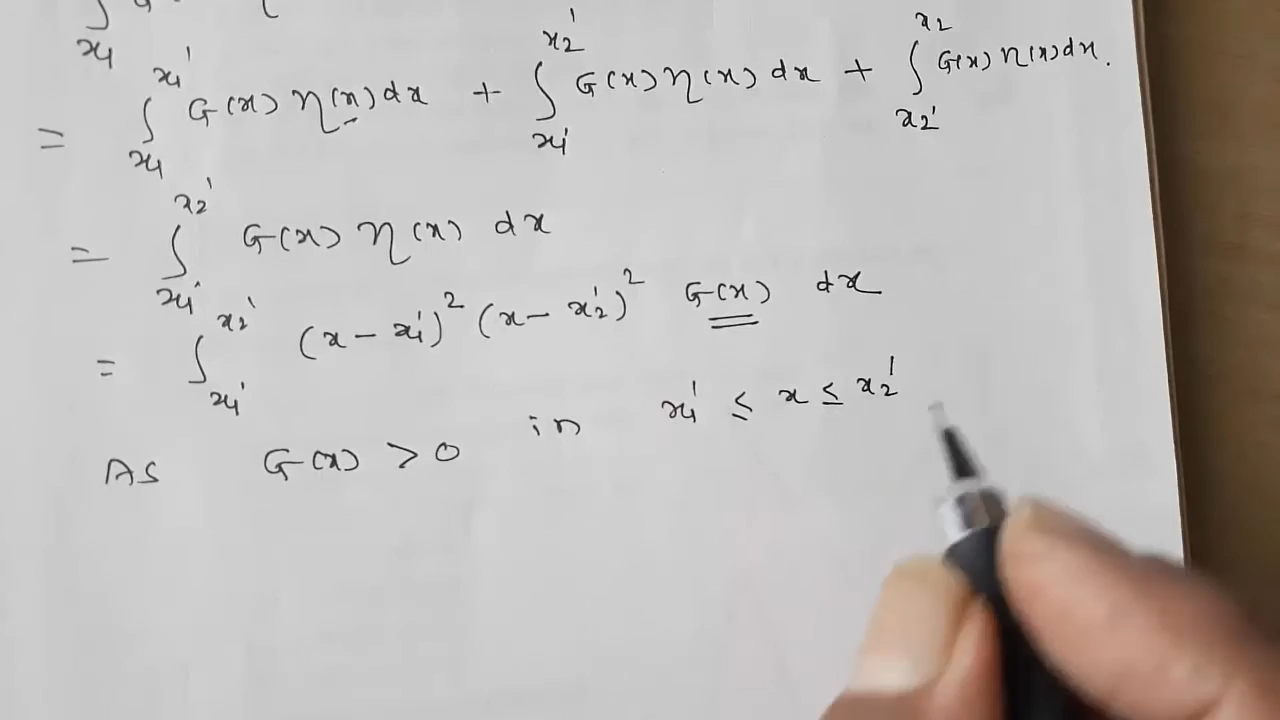 ∫_{x₁}
= ∫_{x₁}^{x₁'} G(x) η(x) dx + ∫_{x₁'}^{x₂'} G(x) η(x) dx + ∫_{x₂'}^{x₂} G(x) η(x) dx.
= ∫_{x₁'}^{x₂'} G(x) η(x) dx
= ∫_{x₁'}^{x₂'} (x - x₁')² (x - x₂')² G(x) dx
As G(x) > 0 in x₁' ≤ x ≤ x₂'